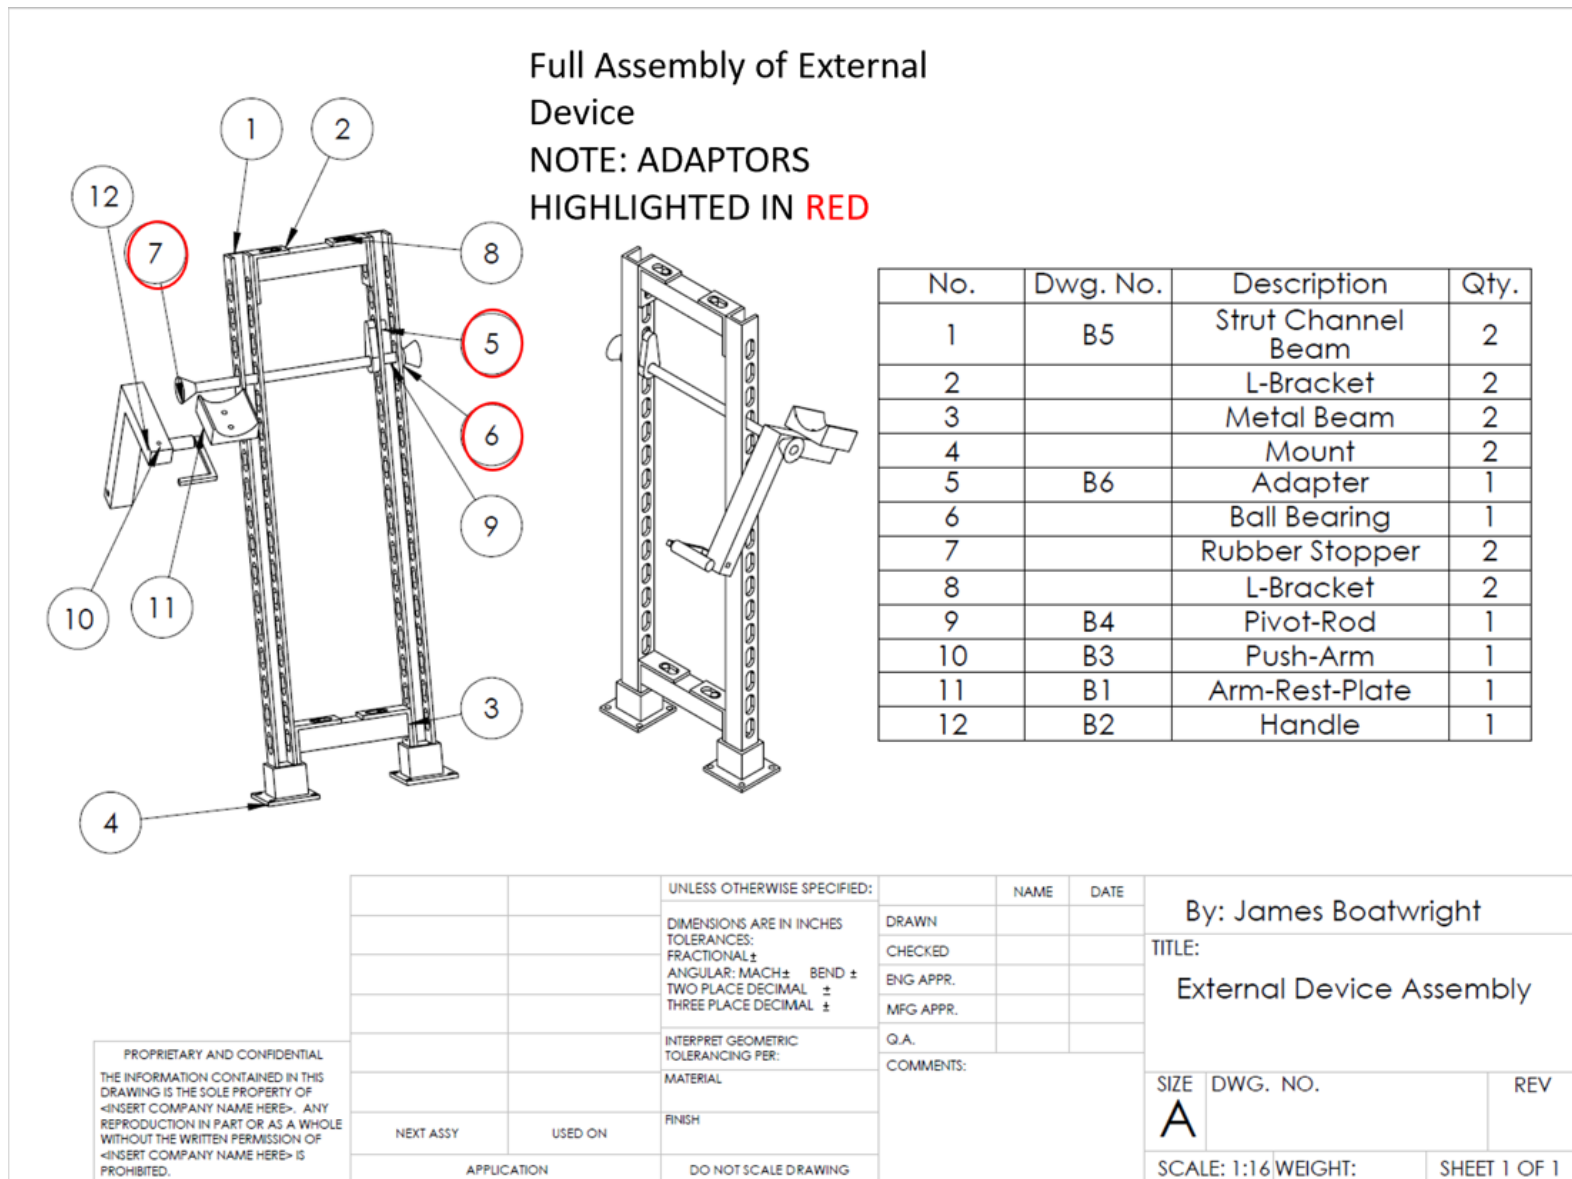 Full Assembly of External
Device
NOTE: ADAPTORS
HIGHLIGHTED IN RED
1
2
12
7
8
5
6
9
10
11
3
4
No. Dwg. No. Description Qty.
1 B5 Strut Channel Beam 2
2 L-Bracket 2
3 Metal Beam 2
4 Mount 2
5 B6 Adapter 1
6 Ball Bearing 1
7 Rubber Stopper 2
8 L-Bracket 2
9 B4 Pivot-Rod 1
10 B3 Push-Arm 1
11 B1 Arm-Rest-Plate 1
12 B2 Handle 1
PROPRIETARY AND CONFIDENTIAL
THE INFORMATION CONTAINED IN THIS
DRAWING IS THE SOLE PROPERTY OF
<INSERT COMPANY NAME HERE>. ANY
REPRODUCTION IN PART OR AS A WHOLE
WITHOUT THE WRITTEN PERMISSION OF
<INSERT COMPANY NAME HERE> IS
PROHIBITED.
NEXT ASSY
USED ON
APPLICATION
UNLESS OTHERWISE SPECIFIED:
DIMENSIONS ARE IN INCHES
TOLERANCES:
FRACTIONAL±
ANGULAR: MACH± BEND ±
TWO PLACE DECIMAL ±
THREE PLACE DECIMAL ±
INTERPRET GEOMETRIC
TOLERANCING PER:
MATERIAL
FINISH
DO NOT SCALE DRAWING
NAME DATE
DRAWN
CHECKED
ENG APPR.
MFG APPR.
Q.A.
COMMENTS:
By: James Boatwright
TITLE:
External Device Assembly
SIZE DWG. NO. REV
A
SCALE: 1:16 WEIGHT: SHEET 1 OF 1